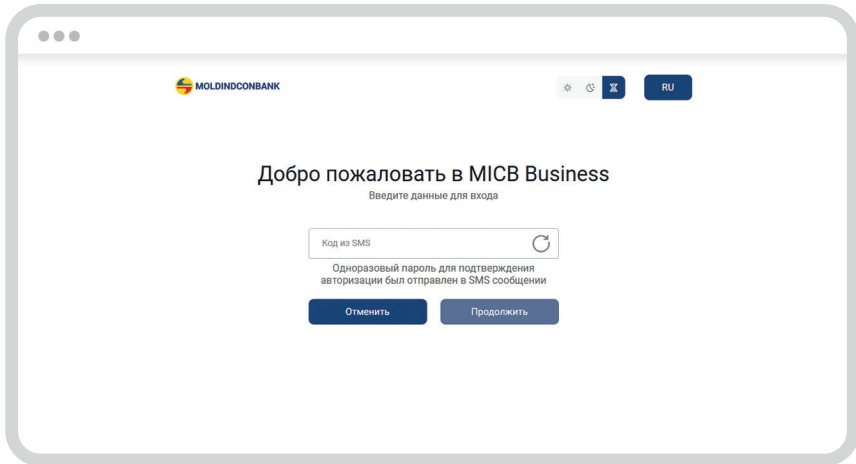 MOLDINDCONBANK
RU
Добро пожаловать в MICB Business
Введите данные для входа
Код из SMS
Одноразовый пароль для подтверждения
авторизации был отправлен в SMS сообщении
Отменить
Продолжить